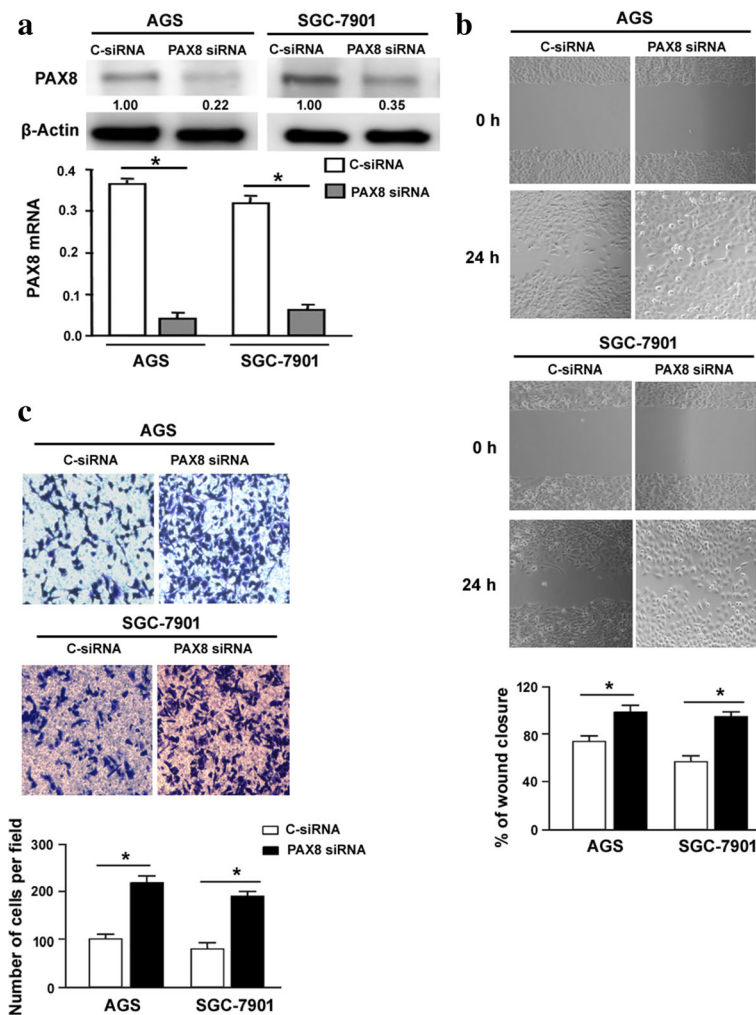 a
AGS
SGC-7901
C-siRNA PAX8 siRNA C-siRNA PAX8 siRNA
PAX8
1.00 0.22 1.00 0.35
β-Actin
*
*
C-siRNA
PAX8 siRNA
PAX8 mRNA
0.4
0.3
0.2
0.1
0.0
AGS SGC-7901
b
AGS
C-siRNA PAX8 siRNA
0 h
24 h
SGC-7901
C-siRNA PAX8 siRNA
0 h
24 h
% of wound closure
120
80
40
0
*
*
AGS SGC-7901
c
AGS
C-siRNA PAX8 siRNA
SGC-7901
C-siRNA PAX8 siRNA
C-siRNA
PAX8 siRNA
Number of cells per field
300
200
100
0
*
*
AGS SGC-7901